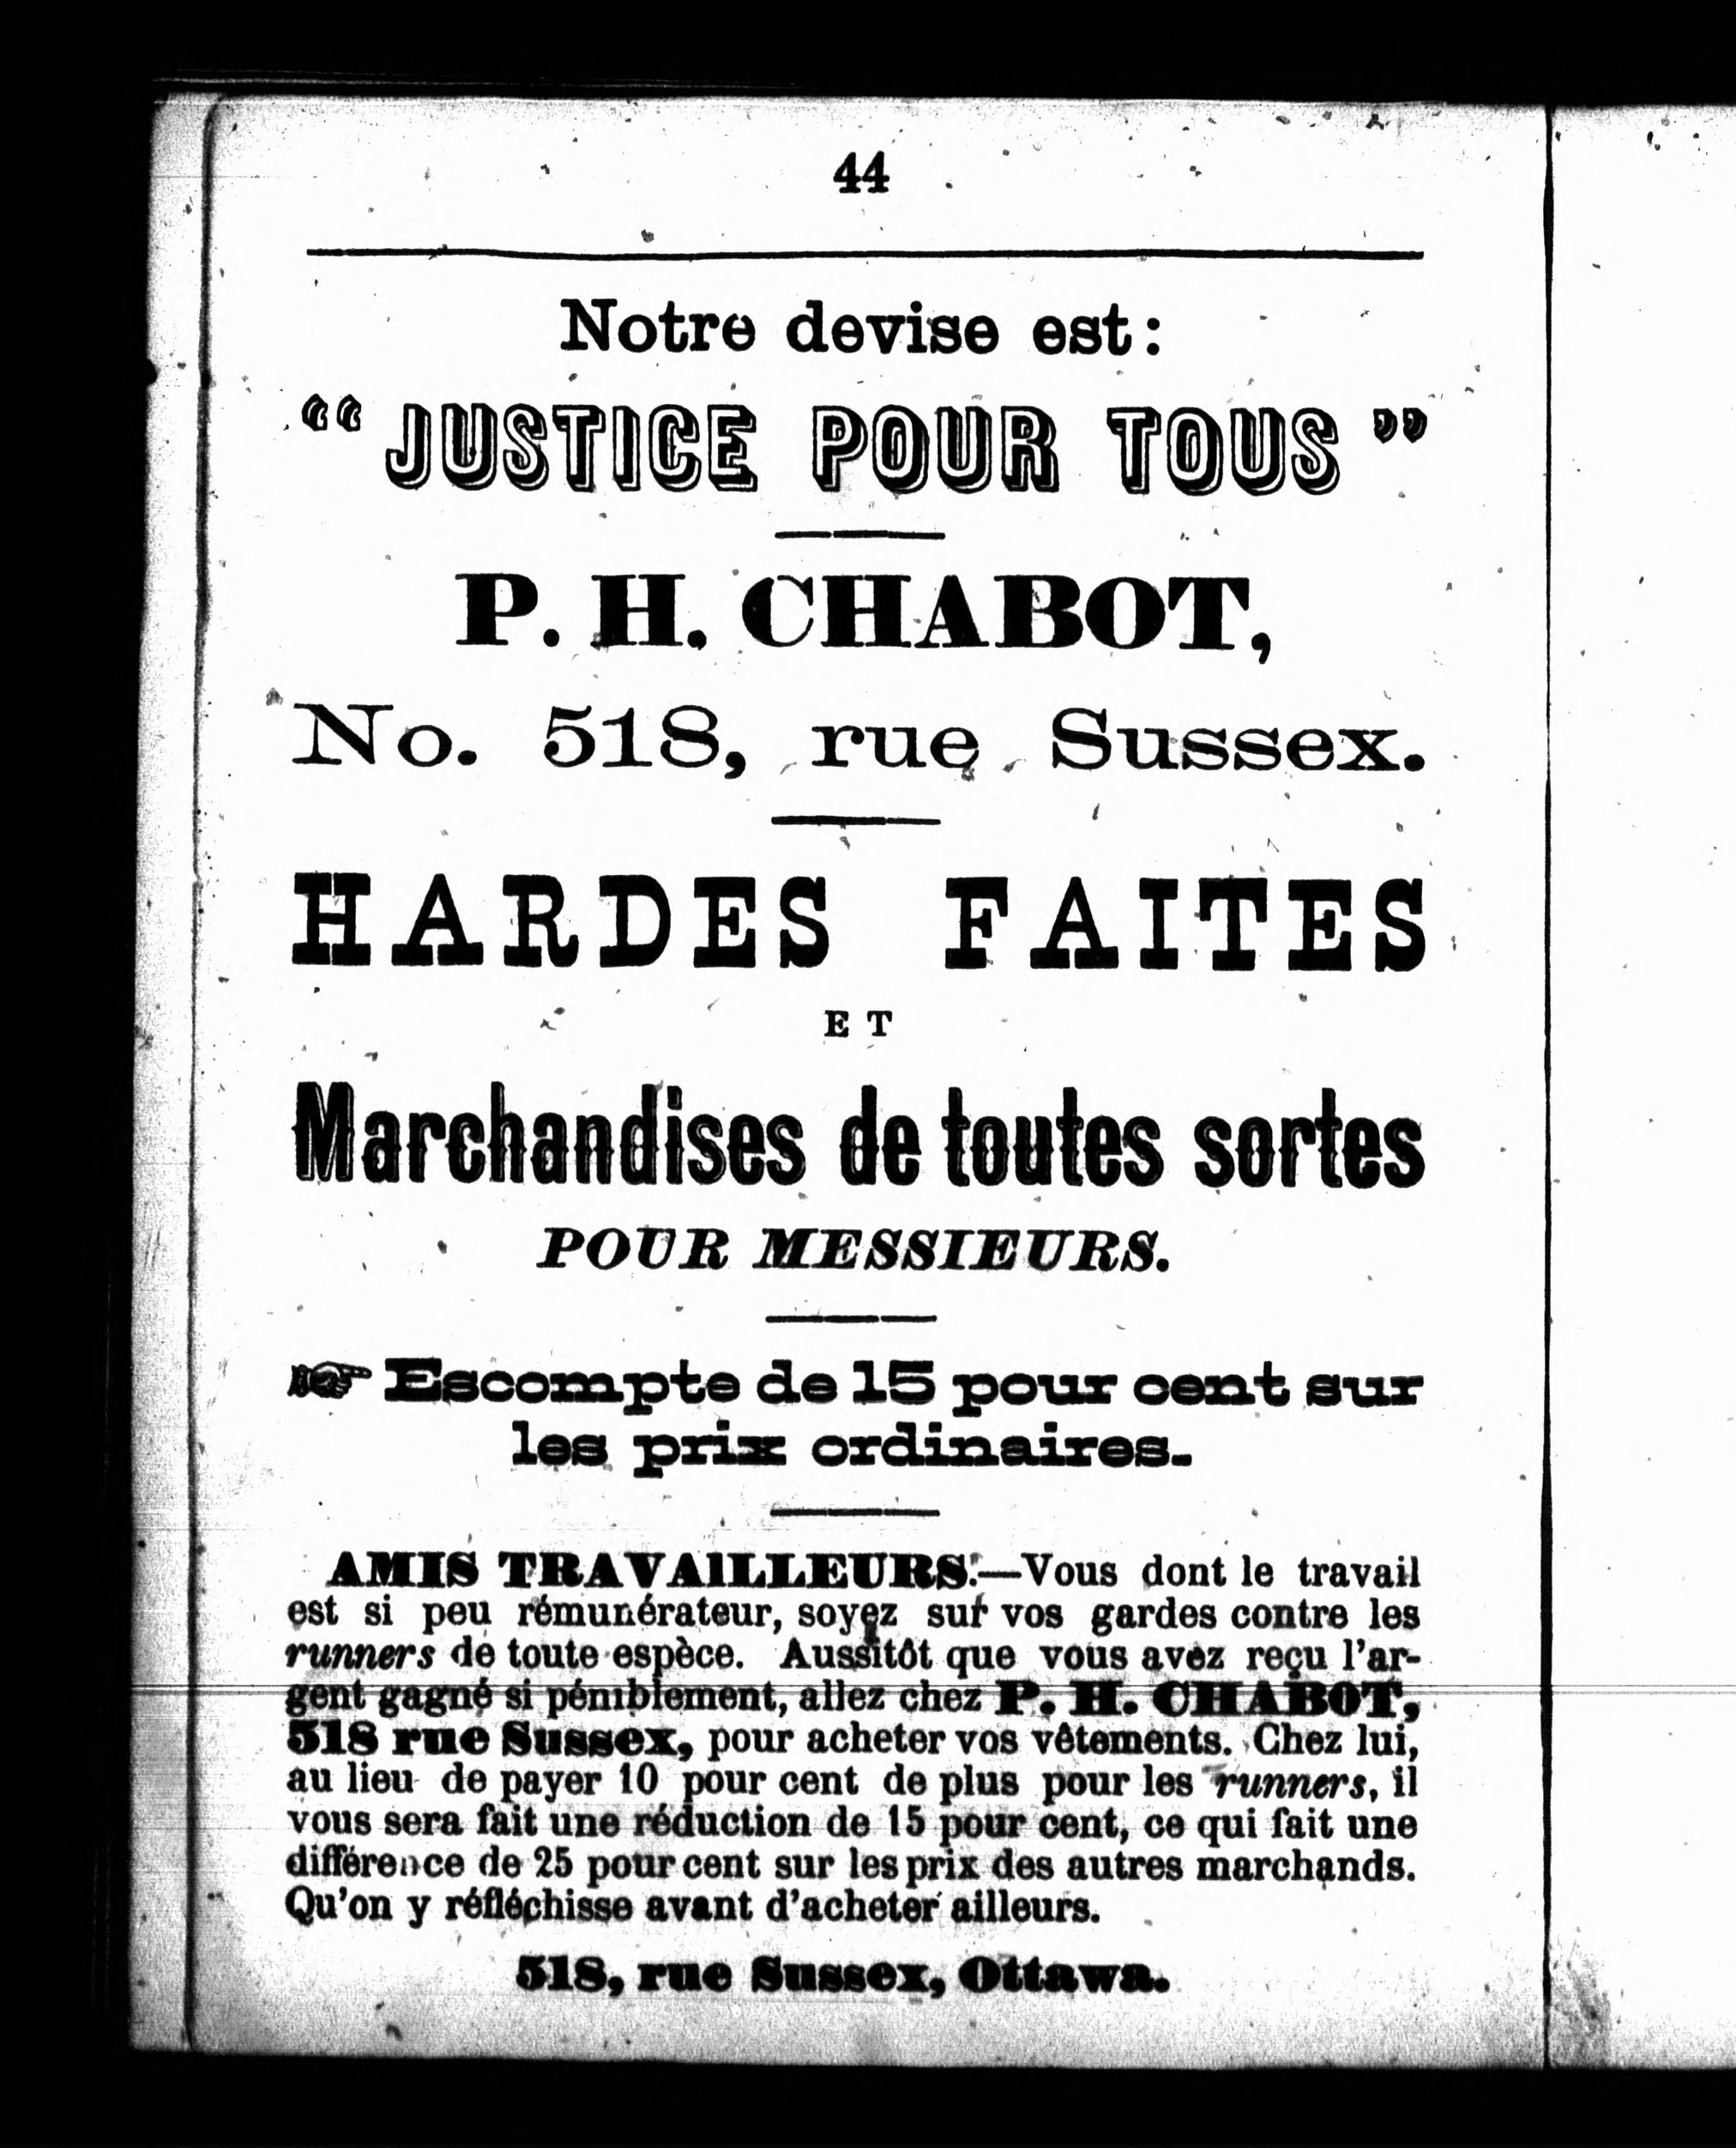 44
Notre devise est:
“JUSTICE POUR TOUS”
P. H. CHABOT,
No. 518, rue Sussex.
HARDES FAITES
ET
Marchandises de toutes sortes
POUR MESSIEURS.
☞ Escompte de 15 pour cent sur
les prix ordinaires.
AMIS TRAVAILLEURS.—Vous dont le travail
est si peu rémunérateur, soyez sur vos gardes contre les
runners de toute espèce. Aussitôt que vous avez reçu l'ar-
gent gagné si péniblement, allez chez P. H. CHABOT,
518 rue Sussex, pour acheter vos vêtements. Chez lui,
au lieu de payer 10 pour cent de plus pour les runners, il
vous sera fait une réduction de 15 pour cent, ce qui fait une
différence de 25 pour cent sur les prix des autres marchands.
Qu'on y réfléchisse avant d'acheter ailleurs.
518, rue Sussex, Ottawa.